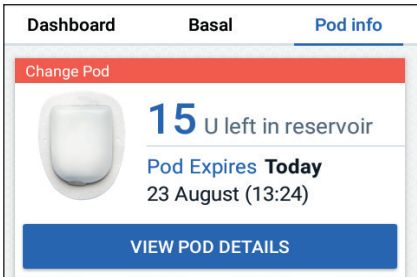 Dashboard Basal Pod info
Change Pod
15 U left in reservoir
Pod Expires Today
23 August (13:24)
VIEW POD DETAILS